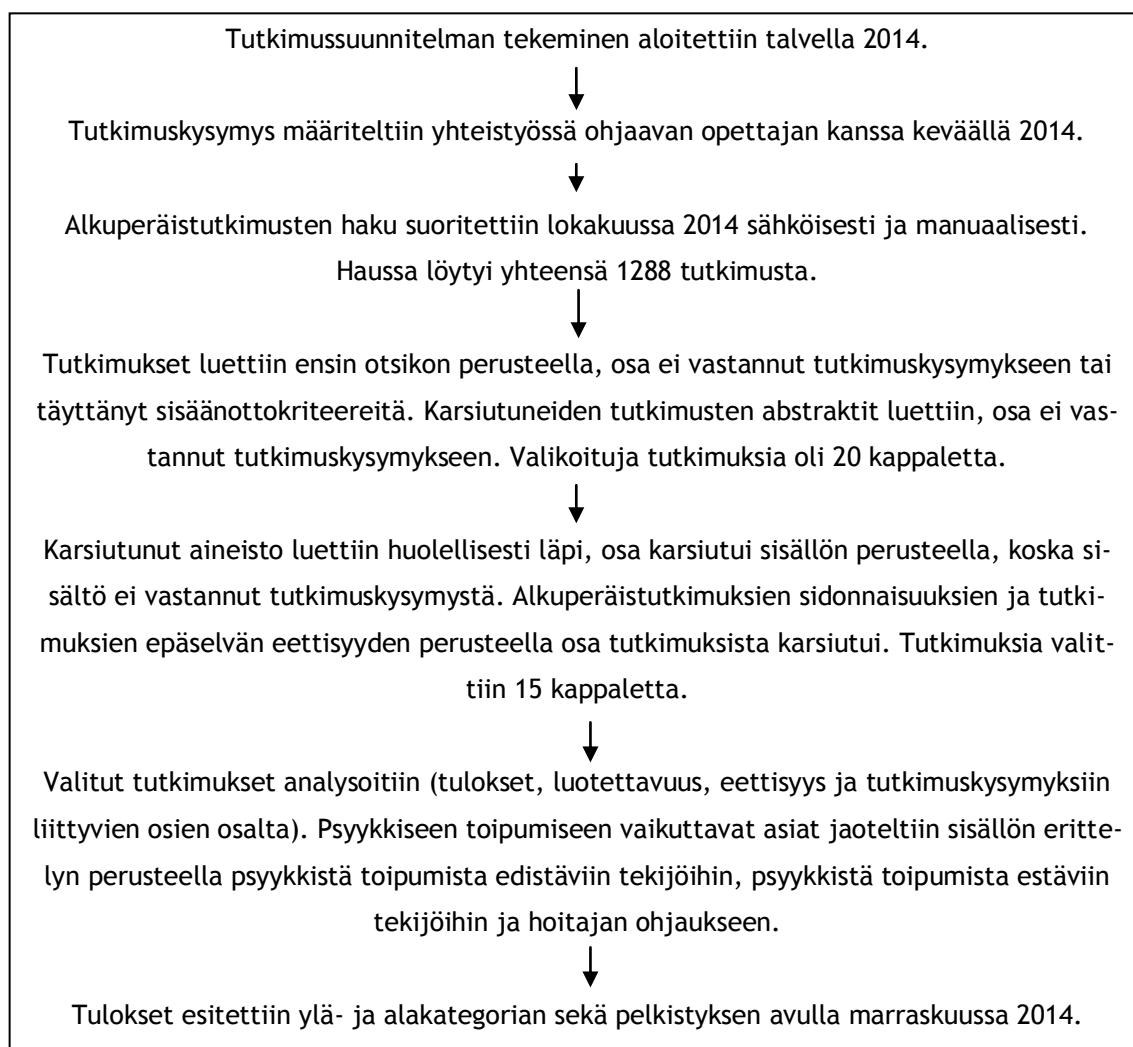 Tutkimussuunnitelman tekeminen aloitettiin talvella 2014.
Tutkimuskysymys määriteltiin yhteistyössä ohjaavan opettajan kanssa keväällä 2014.
Alkuperäistutkimusten haku suoritettiin lokakuussa 2014 sähköisesti ja manuaalisesti.
Haussa löytyi yhteensä 1288 tutkimusta.
Tutkimukset luettiin ensin otsikon perusteella, osa ei vastannut tutkimuskysymykseen tai
täyttänyt sisäänottokriteereitä. Karsiutuneiden tutkimusten abstraktit luettiin, osa ei vas-
tannut tutkimuskysymykseen. Valikoituja tutkimuksia oli 20 kappaletta.
Karsiutunut aineisto luettiin huolellisesti läpi, osa karsiutui sisällön perusteella, koska si-
sältö ei vastannut tutkimuskysymystä. Alkuperäistutkimuksien sidonnaisuuksien ja tutki-
muksien epäselvän eettisyyden perusteella osa tutkimuksista karsiutui. Tutkimuksia valit-
tiin 15 kappaletta.
Valitut tutkimukset analysoitiin (tulokset, luotettavuus, eettisyys ja tutkimuskysymyksiin
liittyvien osien osalta). Psyykkiseen toipumiseen vaikuttavat asiat jaoteltiin sisällön eritte-
lyn perusteella psyykkistä toipumista edistäviin tekijöihin, psyykkistä toipumista estäviin
tekijöihin ja hoitajan ohjaukseen.
Tulokset esitettiin ylä- ja alakategorian sekä pelkistyksen avulla marraskuussa 2014.